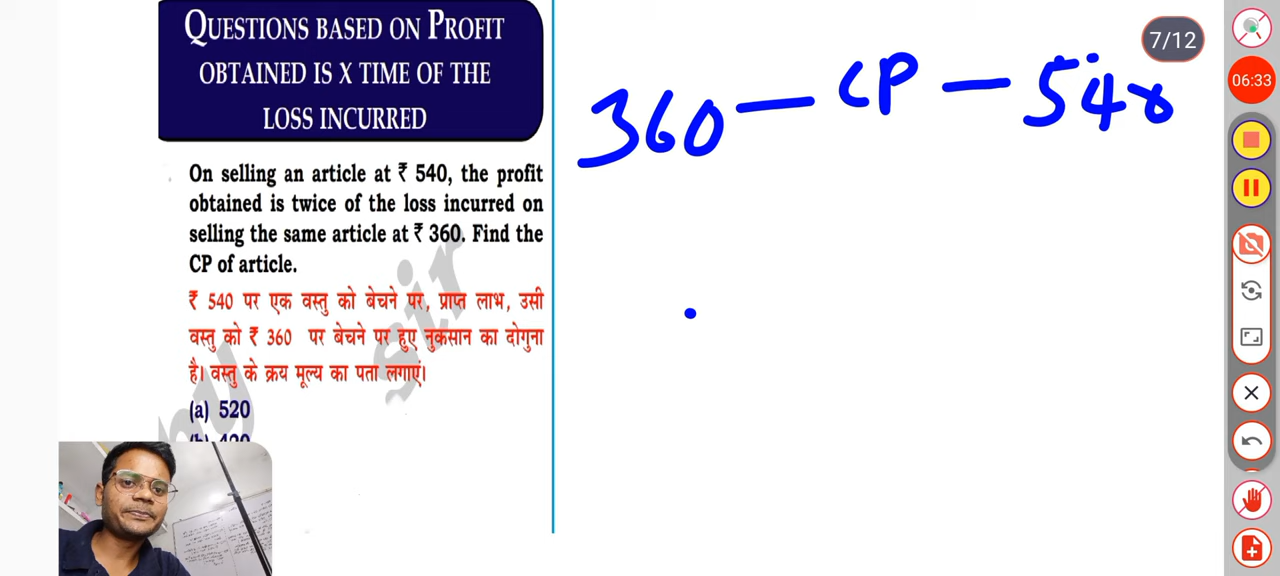 QUESTIONS BASED ON PROFIT
OBTAINED IS X TIME OF THE
LOSS INCURRED
On selling an article at ₹ 540, the profit
obtained is twice of the loss incurred on
selling the same article at ₹ 360. Find the
CP of article.
₹ 540 पर एक वस्तु को बेचने पर, प्राप्त लाभ, उसी
वस्तु को ₹ 360 पर बेचने पर हुए नुकसान का दोगुना
है। वस्तु के क्रय मूल्य का पता लगाएं।
(a) 520
(b) 420
360 — CP — 540
7/12
06:33
sir